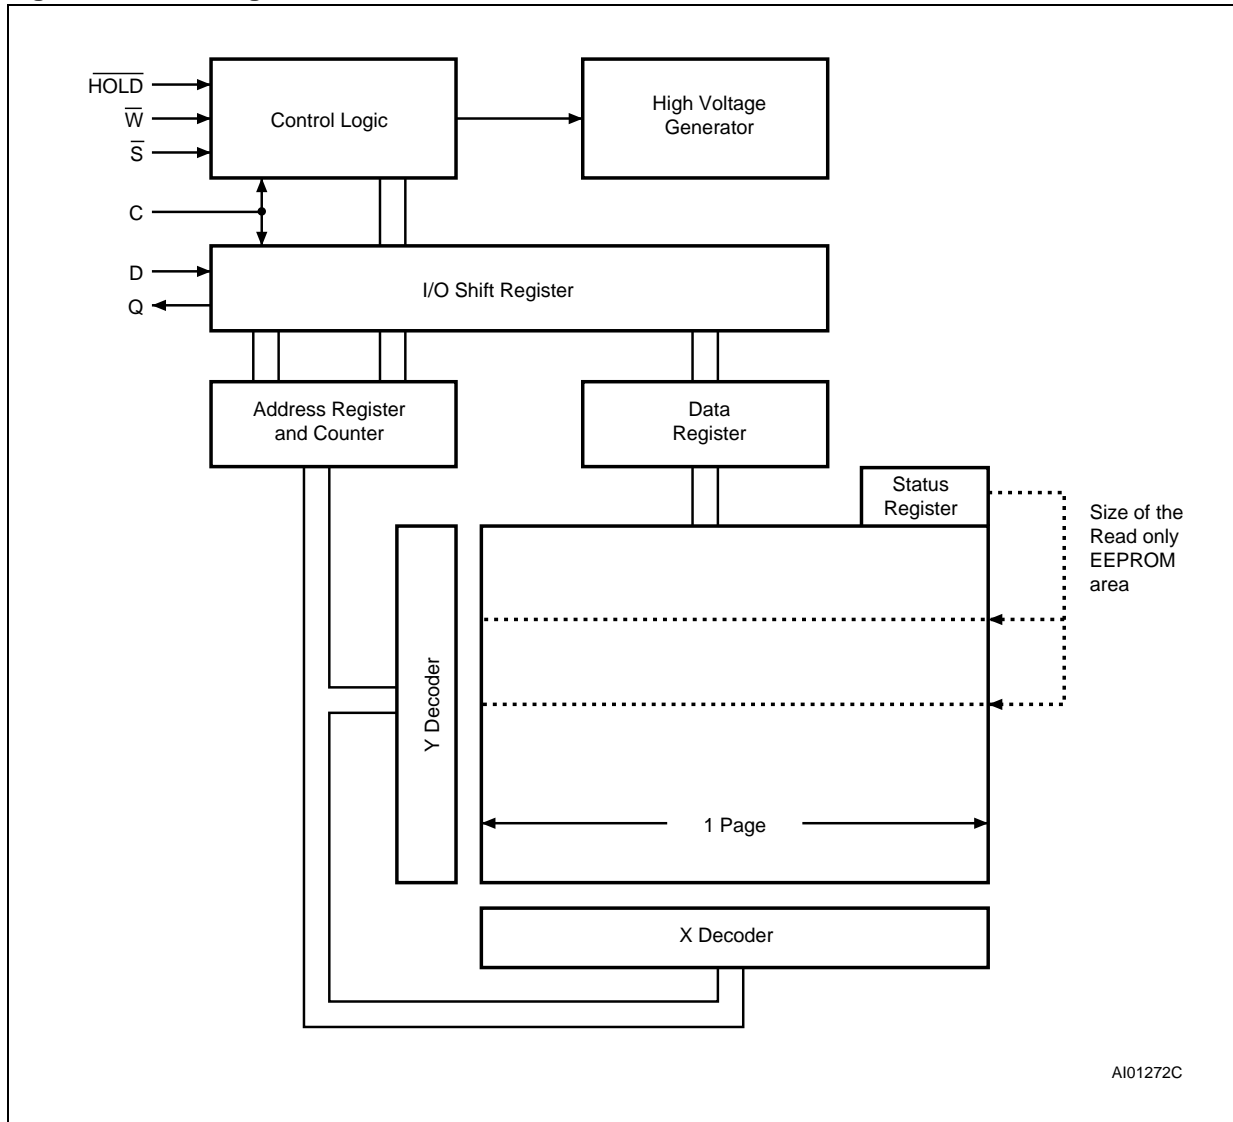 HOLD
W
S
C
D
Q
Control Logic
High Voltage
Generator
I/O Shift Register
Address Register
and Counter
Data
Register
Status
Register
Size of the
Read only
EEPROM
area
Y Decoder
1 Page
X Decoder
AI01272C